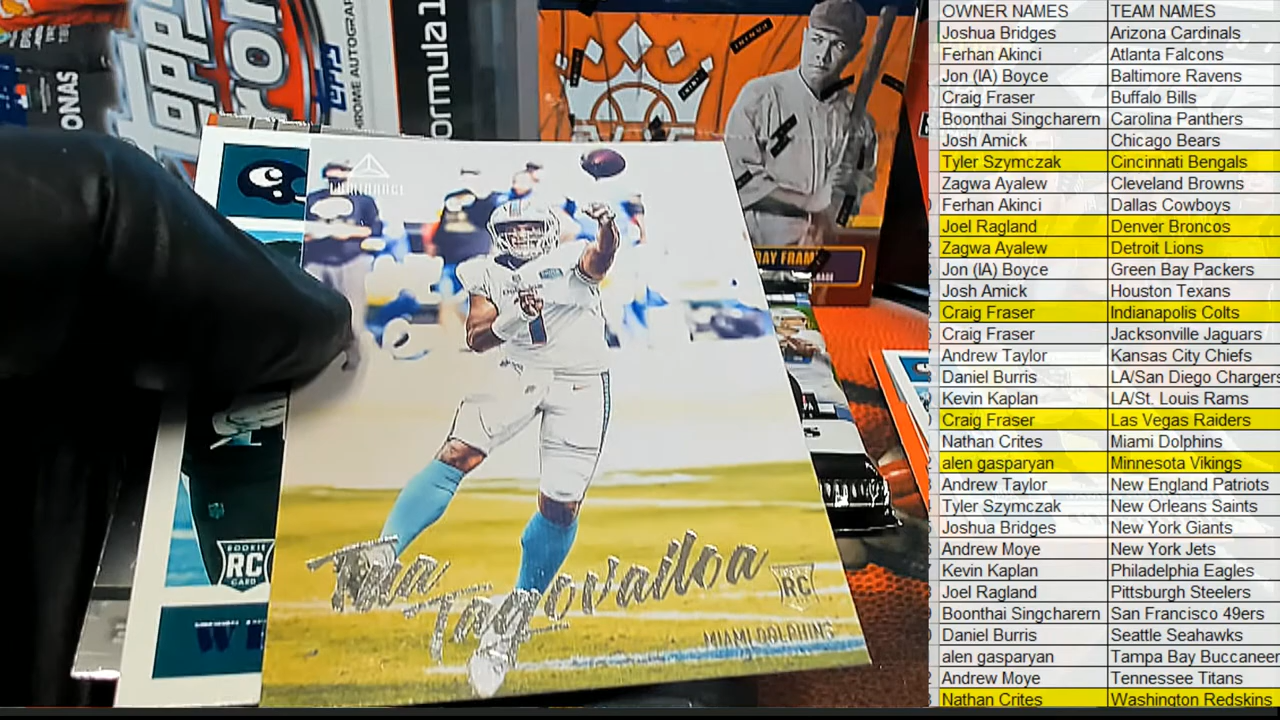 OWNER NAMES TEAM NAMES
Joshua Bridges Arizona Cardinals
Ferhan Akinci Atlanta Falcons
Jon (IA) Boyce Baltimore Ravens
Craig Fraser Buffalo Bills
Boonthai Singcharern Carolina Panthers
Josh Amick Chicago Bears
Tyler Szymczak Cincinnati Bengals
Zagwa Ayalew Cleveland Browns
Ferhan Akinci Dallas Cowboys
Joel Ragland Denver Broncos
Zagwa Ayalew Detroit Lions
Jon (IA) Boyce Green Bay Packers
Josh Amick Houston Texans
Craig Fraser Indianapolis Colts
Craig Fraser Jacksonville Jaguars
Andrew Taylor Kansas City Chiefs
Daniel Burris LA/San Diego Chargers
Kevin Kaplan LA/St. Louis Rams
Craig Fraser Las Vegas Raiders
Nathan Crites Miami Dolphins
alen gasparyan Minnesota Vikings
Andrew Taylor New England Patriots
Tyler Szymczak New Orleans Saints
Joshua Bridges New York Giants
Andrew Moye New York Jets
Kevin Kaplan Philadelphia Eagles
Joel Ragland Pittsburgh Steelers
Boonthai Singcharern San Francisco 49ers
Daniel Burris Seattle Seahawks
alen gasparyan Tampa Bay Buccaneer
Andrew Moye Tennessee Titans
Nathan Crites Washington Redskins
ONAS
ormula 1
LUMINANCE
Tua
Tagovailoa
RC
MIAMI DOLPHINS
ROOKIE
RC
CARD